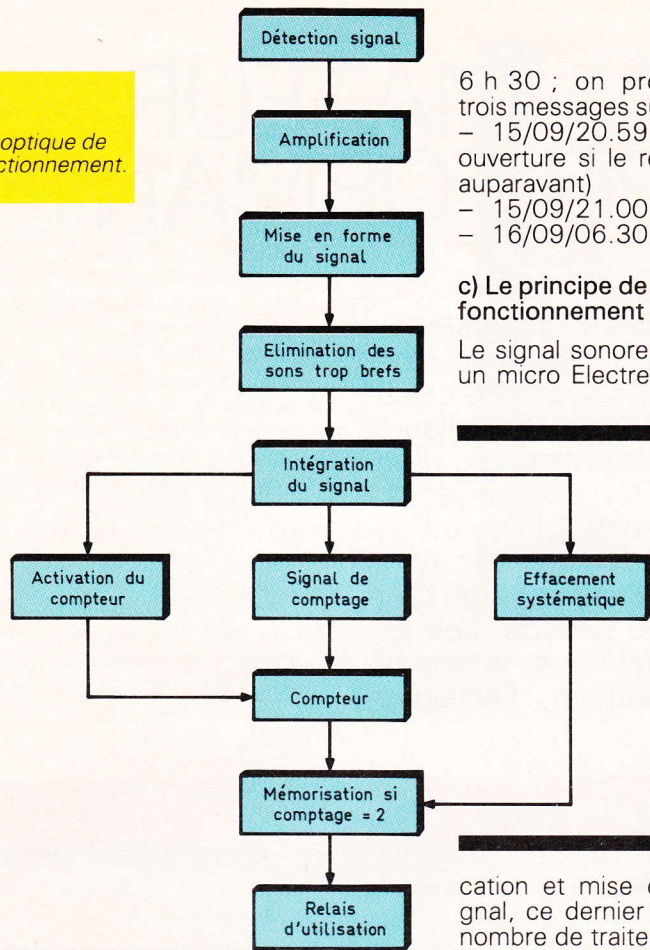 optique de
ctionnement.
Détection signal
Amplification
Mise en forme
du signal
Elimination des
sons trop brefs
Intégration
du signal
Activation du
compteur
Signal de
comptage
Effacement
systématique
Compteur
Mémorisation si
comptage = 2
Relais
d'utilisation
6 h 30 ; on pro
trois messages su
– 15/09/20.59
ouverture si le re
auparavant)
– 15/09/21.00
– 16/09/06.30
c) Le principe de
fonctionnement
Le signal sonore
un micro Electre
cation et mise e
gnal, ce dernier
nombre de traite